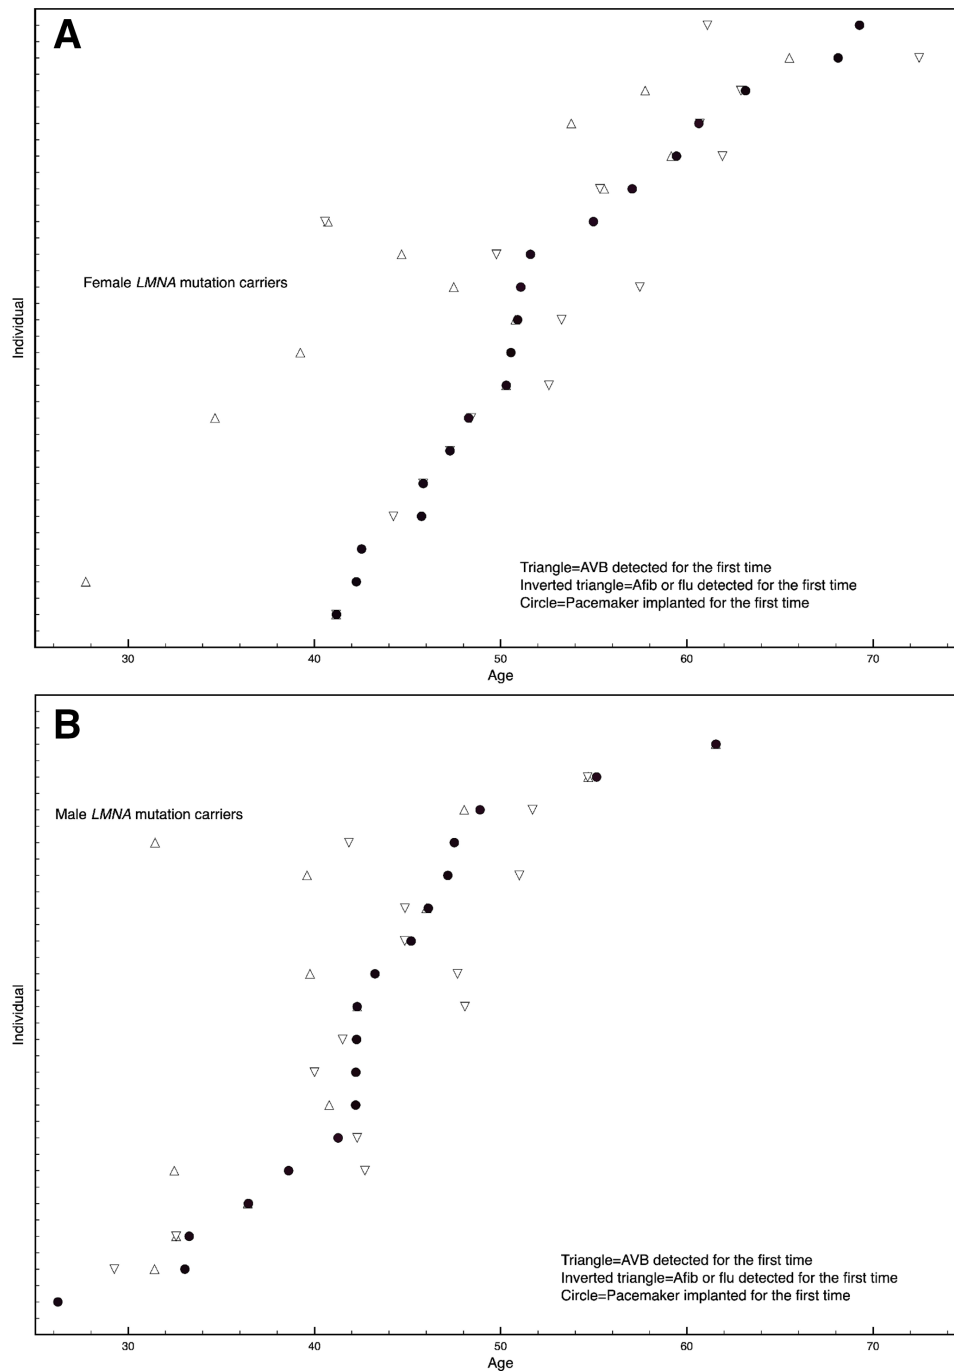 A
Female LMNA mutation carriers
Individual
Triangle=AVB detected for the first time
Inverted triangle=Afib or flu detected for the first time
Circle=Pacemaker implanted for the first time
30 40 50 60 70
Age
B
Male LMNA mutation carriers
Individual
Triangle=AVB detected for the first time
Inverted triangle=Afib or flu detected for the first time
Circle=Pacemaker implanted for the first time
30 40 50 60 70
Age